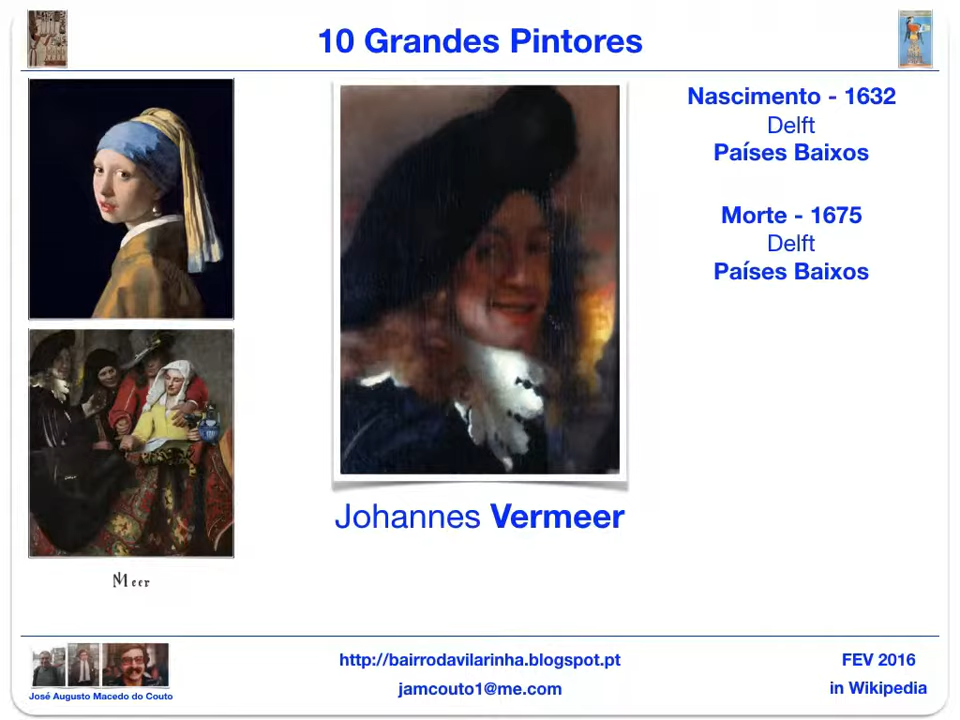 10 Grandes Pintores
Nascimento - 1632
Delft
Países Baixos
Morte - 1675
Delft
Países Baixos
Johannes Vermeer
Meer
http://bairrodavilarinha.blogspot.pt
FEV 2016
José Augusto Macedo do Couto
jamcouto1@me.com
in Wikipedia